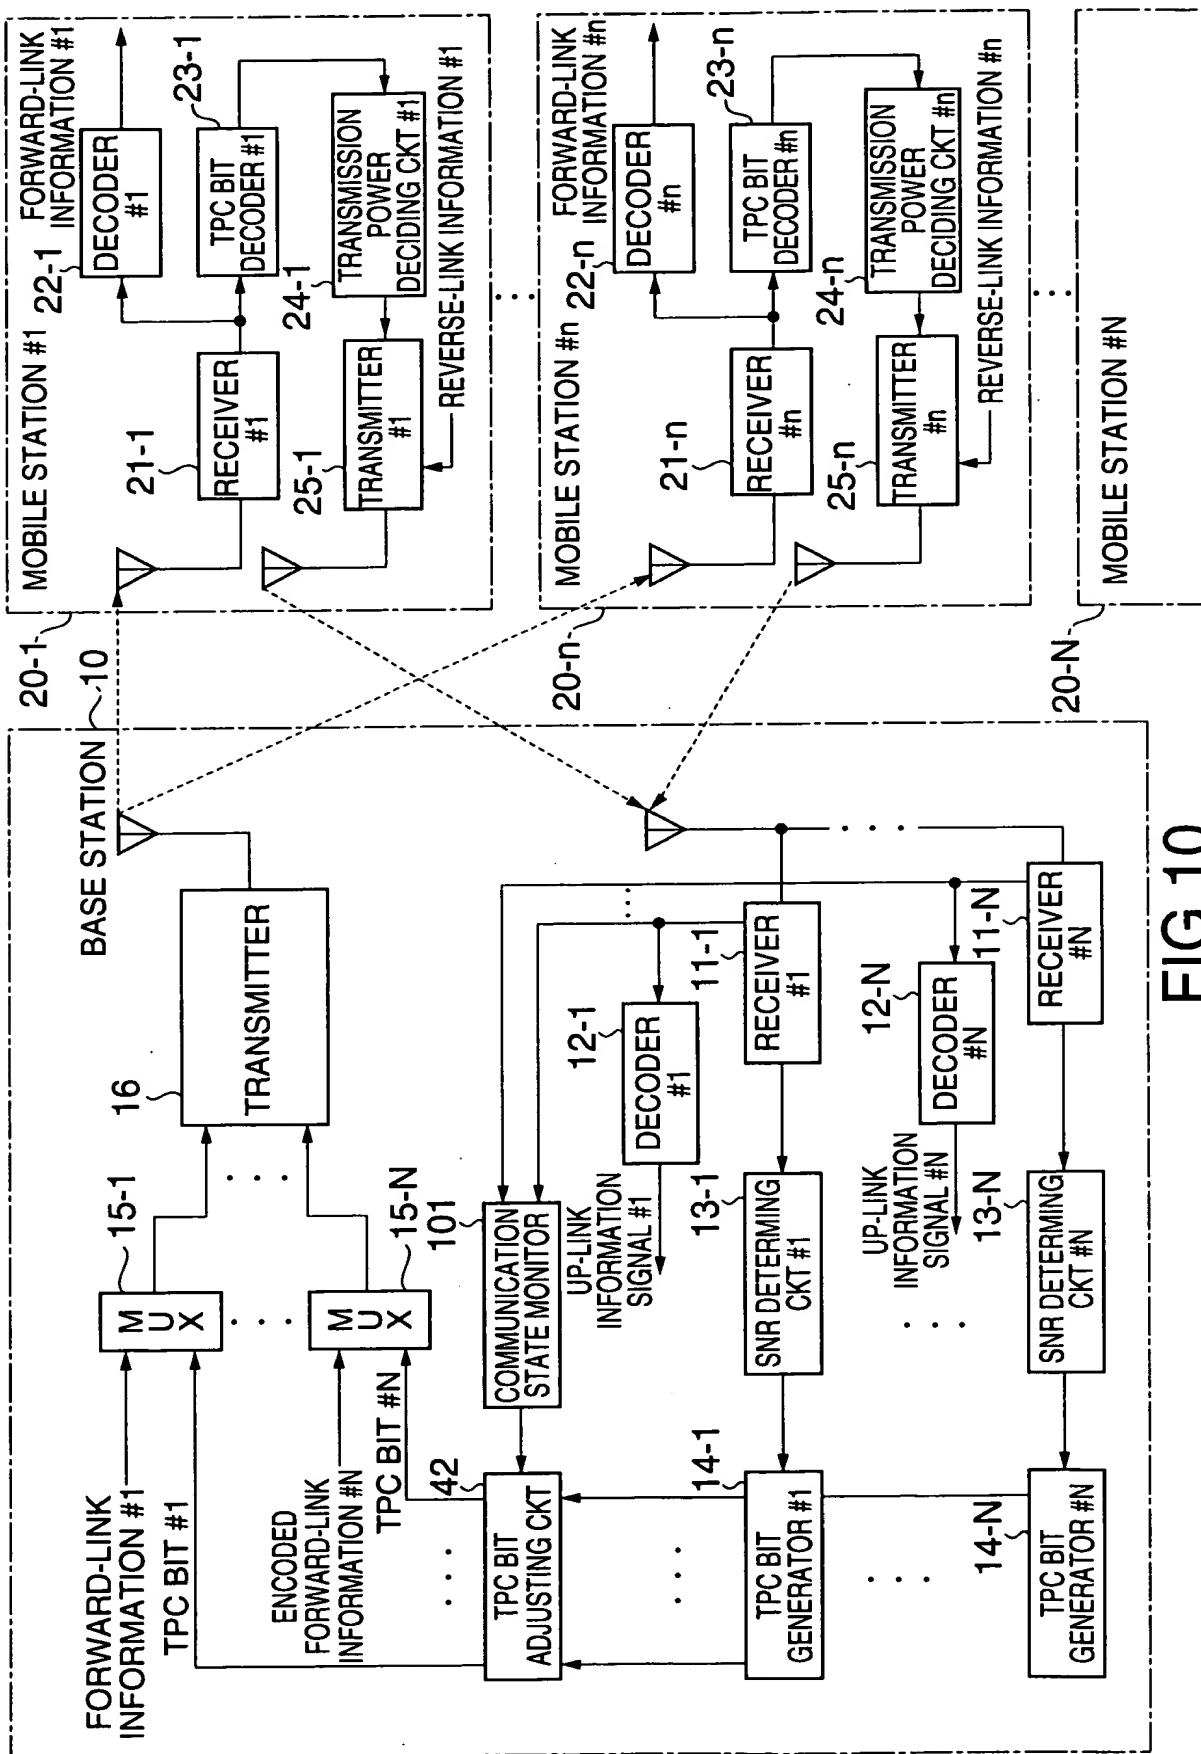 BASE STATION
10
FORWARD-LINK
INFORMATION #1
TPC BIT #1
15-1
M
U
X
16
TRANSMITTER
ENCODED
FORWARD-LINK
INFORMATION #N
TPC BIT #N
15-N
M
U
X
42
TPC BIT
ADJUSTING CKT
101
COMMUNICATION
STATE MONITOR
UP-LINK
INFORMATION
SIGNAL #1
12-1
DECODER
#1
11-1
RECEIVER
#1
14-1
TPC BIT
GENERATOR #1
13-1
SNR DETERMINING
CKT #1
UP-LINK
INFORMATION
SIGNAL #N
12-N
DECODER
#N
11-N
RECEIVER
#N
14-N
TPC BIT
GENERATOR #N
13-N
SNR DETERMINING
CKT #N
20-1
MOBILE STATION #1
22-1
FORWARD-LINK
INFORMATION #1
DECODER
#1
23-1
21-1
RECEIVER
#1
TPC BIT
DECODER #1
24-1
25-1
TRANSMITTER
#1
TRANSMISSION
POWER
DECIDING CKT #1
REVERSE-LINK INFORMATION #1
20-n
MOBILE STATION #n
22-n
FORWARD-LINK
INFORMATION #n
DECODER
#n
23-n
21-n
RECEIVER
#n
TPC BIT
DECODER #n
24-n
25-n
TRANSMITTER
#n
TRANSMISSION
POWER
DECIDING CKT #n
REVERSE-LINK INFORMATION #n
20-N
MOBILE STATION #N
FIG.10